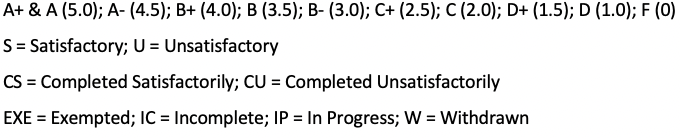 A+ & A (5.0); A- (4.5); B+ (4.0); B (3.5); B- (3.0); C+ (2.5); C (2.0); D+ (1.5); D (1.0); F (0)
S = Satisfactory; U = Unsatisfactory
CS = Completed Satisfactorily; CU = Completed Unsatisfactorily
EXE = Exempted; IC = Incomplete; IP = In Progress; W = Withdrawn